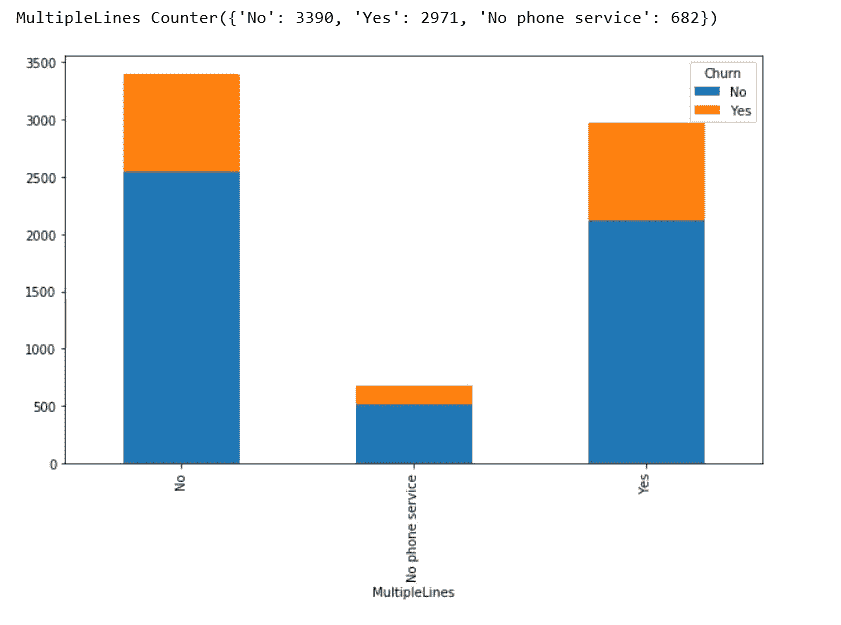 MultipleLines Counter({'No': 3390, 'Yes': 2971, 'No phone service': 682})
3500
3000
2500
2000
1500
1000
500
0
Churn
No
Yes
No
No phone service
Yes
MultipleLines